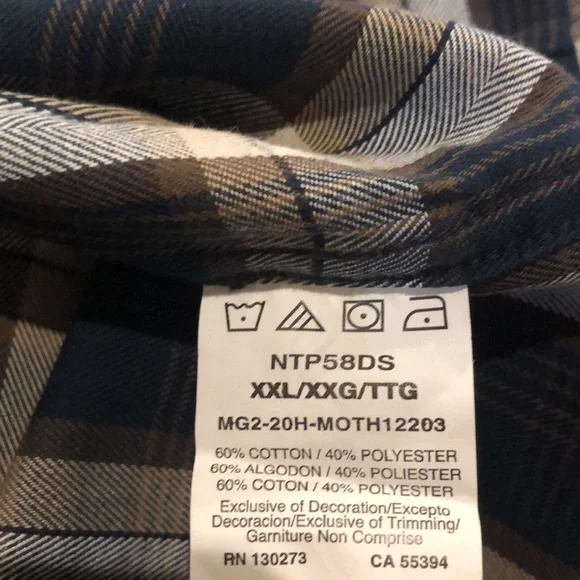 NTP58DS
XXL/XXG/TTG
MG2-20H-MOTH12203
60% COTTON / 40% POLYESTER
60% ALGODON / 40% POLIESTER
60% COTON / 40% POLYESTER
Exclusive of Decoration/Excepto
Decoracion/Exclusive of Trimming/
Garniture Non Comprise
RN 130273 CA 55394